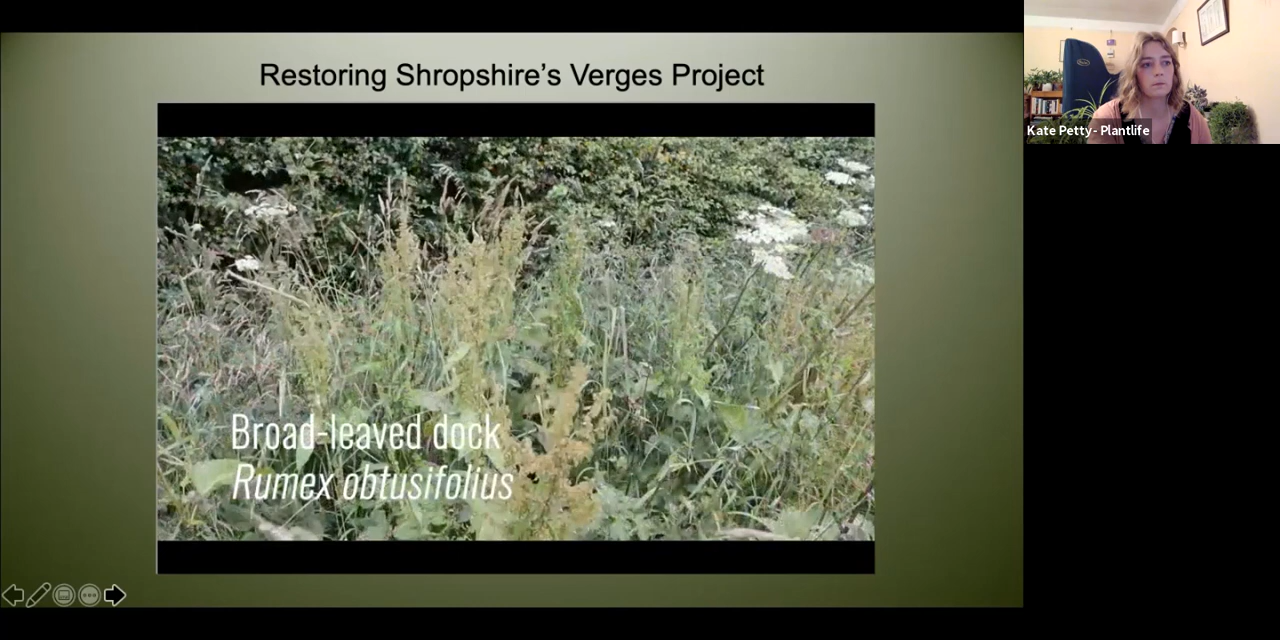 Restoring Shropshire's Verges Project
Kate Petty- Plantlife
Broad-leaved dock
Rumex obtusifolius